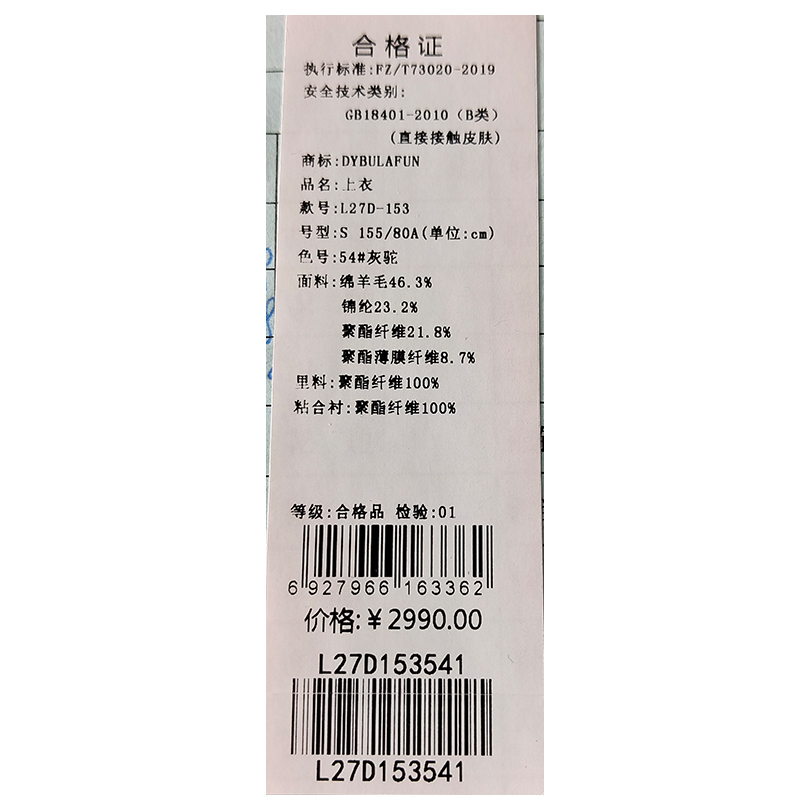 合格证
执行标准:FZ/T73020-2019
安全技术类别:
GB18401-2010（B类）
(直接接触皮肤)
商标:DYBULAFUN
品名:上衣
款号:L27D-153
号型:S 155/80A(单位:cm)
色号:54#灰驼
面料:绵羊毛46.3%
锦纶23.2%
聚酯纤维21.8%
聚酯薄膜纤维8.7%
里料:聚酯纤维100%
粘合衬:聚酯纤维100%
等级:合格品 检验:01
6 927966 163362
价格:￥2990.00
L27D153541
L27D153541